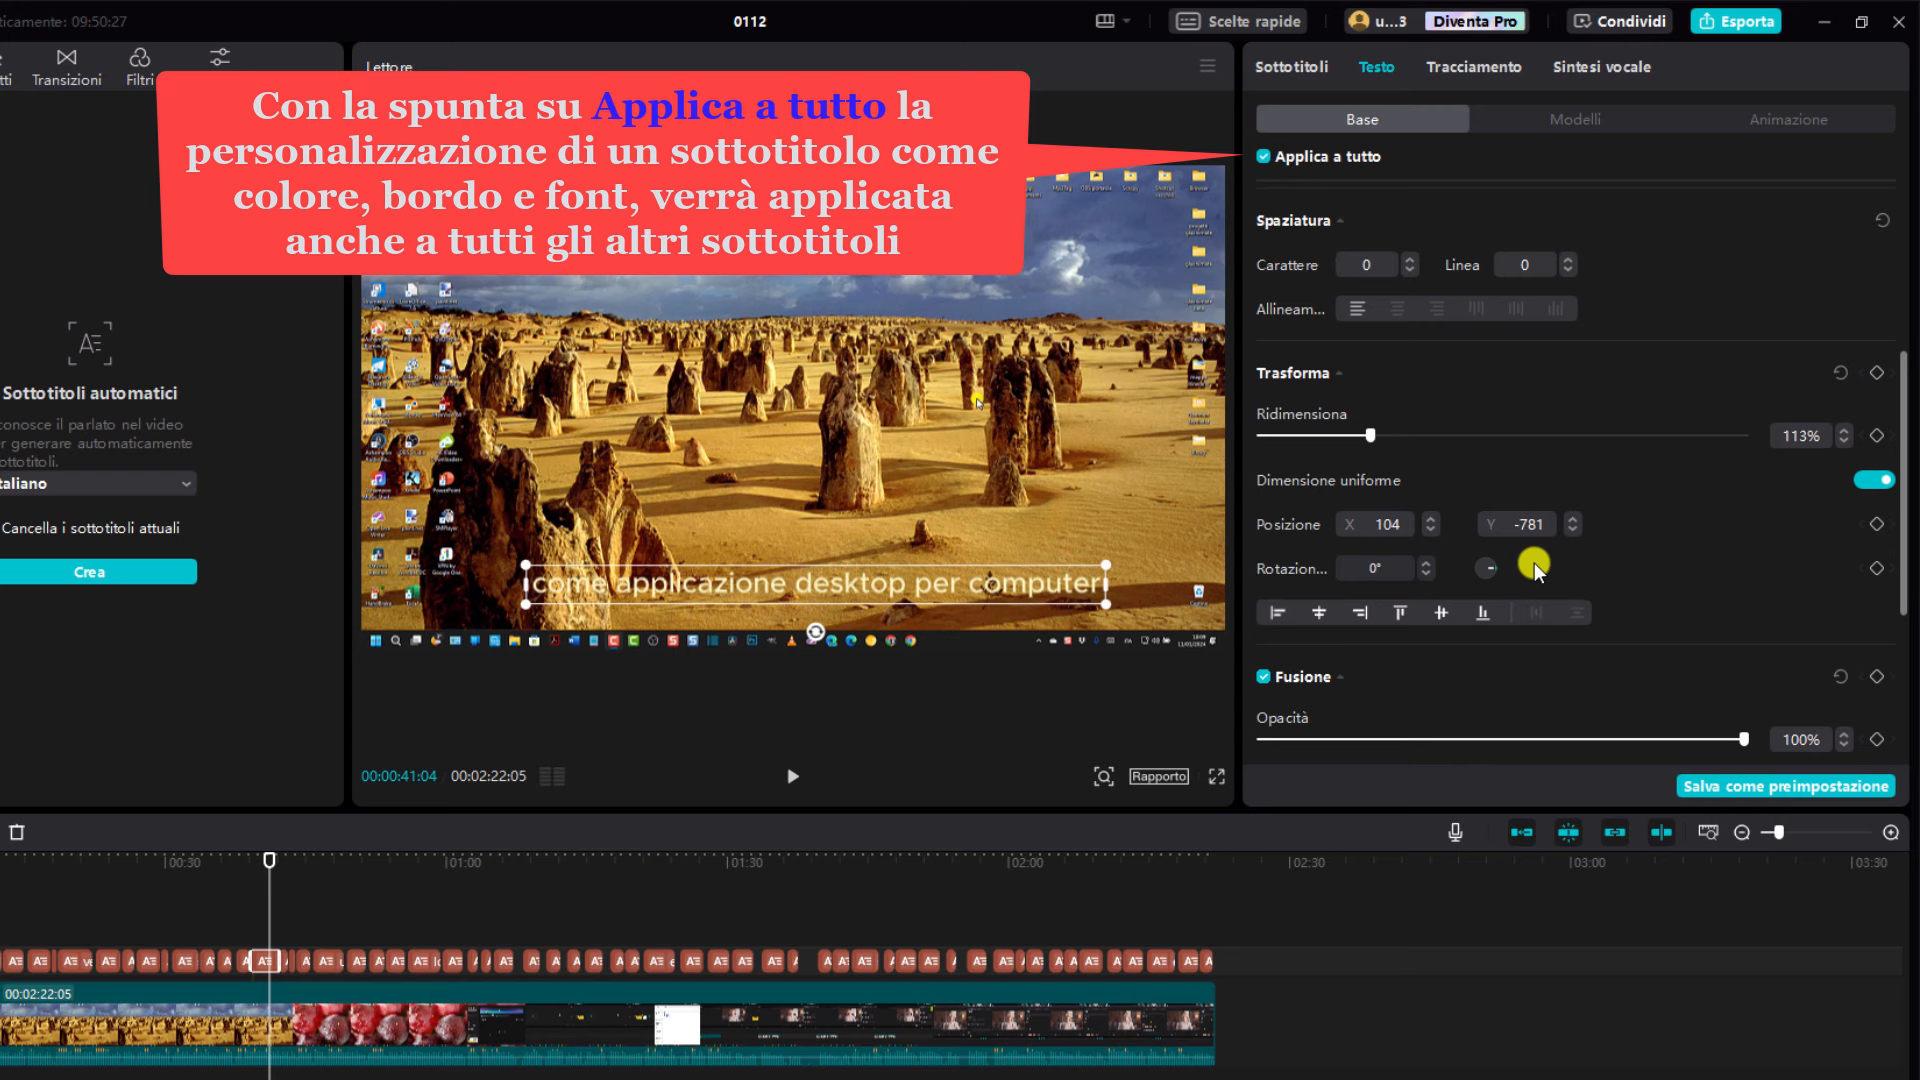 ticamente: 09:50:27
0112
Scelte rapide
u...3
Diventa Pro
Condividi
Esporta
tti
Transizioni
Filtri
Lettore
Sottotitoli
Testo
Tracciamento
Sintesi vocale
Con la spunta su Applica a tutto la
personalizzazione di un sottotitolo come
colore, bordo e font, verrà applicata
anche a tutti gli altri sottotitoli
Base
Modelli
Animazione
Applica a tutto
Spaziatura
Carattere
0
Linea
0
Allineam...
Sottotitoli automatici
conosce il parlato nel video
er generare automaticamente
ottotitoli.
taliano
Cancella i sottotitoli attuali
Crea
Trasforma
Ridimensiona
113%
Dimensione uniforme
Posizione
X 104
Y -781
Rotazion...
0°
come applicazione desktop per computer
Fusione
Opacità
100%
00:00:41:04
00:02:22:05
Rapporto
Salva come preimpostazione
00:30
01:00
01:30
02:00
02:30
03:00
03:30
00:02:22:05